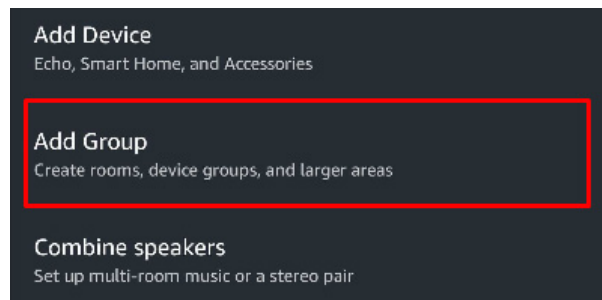 Add Device
Echo, Smart Home, and Accessories
Add Group
Create rooms, device groups, and larger areas
Combine speakers
Set up multi-room music or a stereo pair